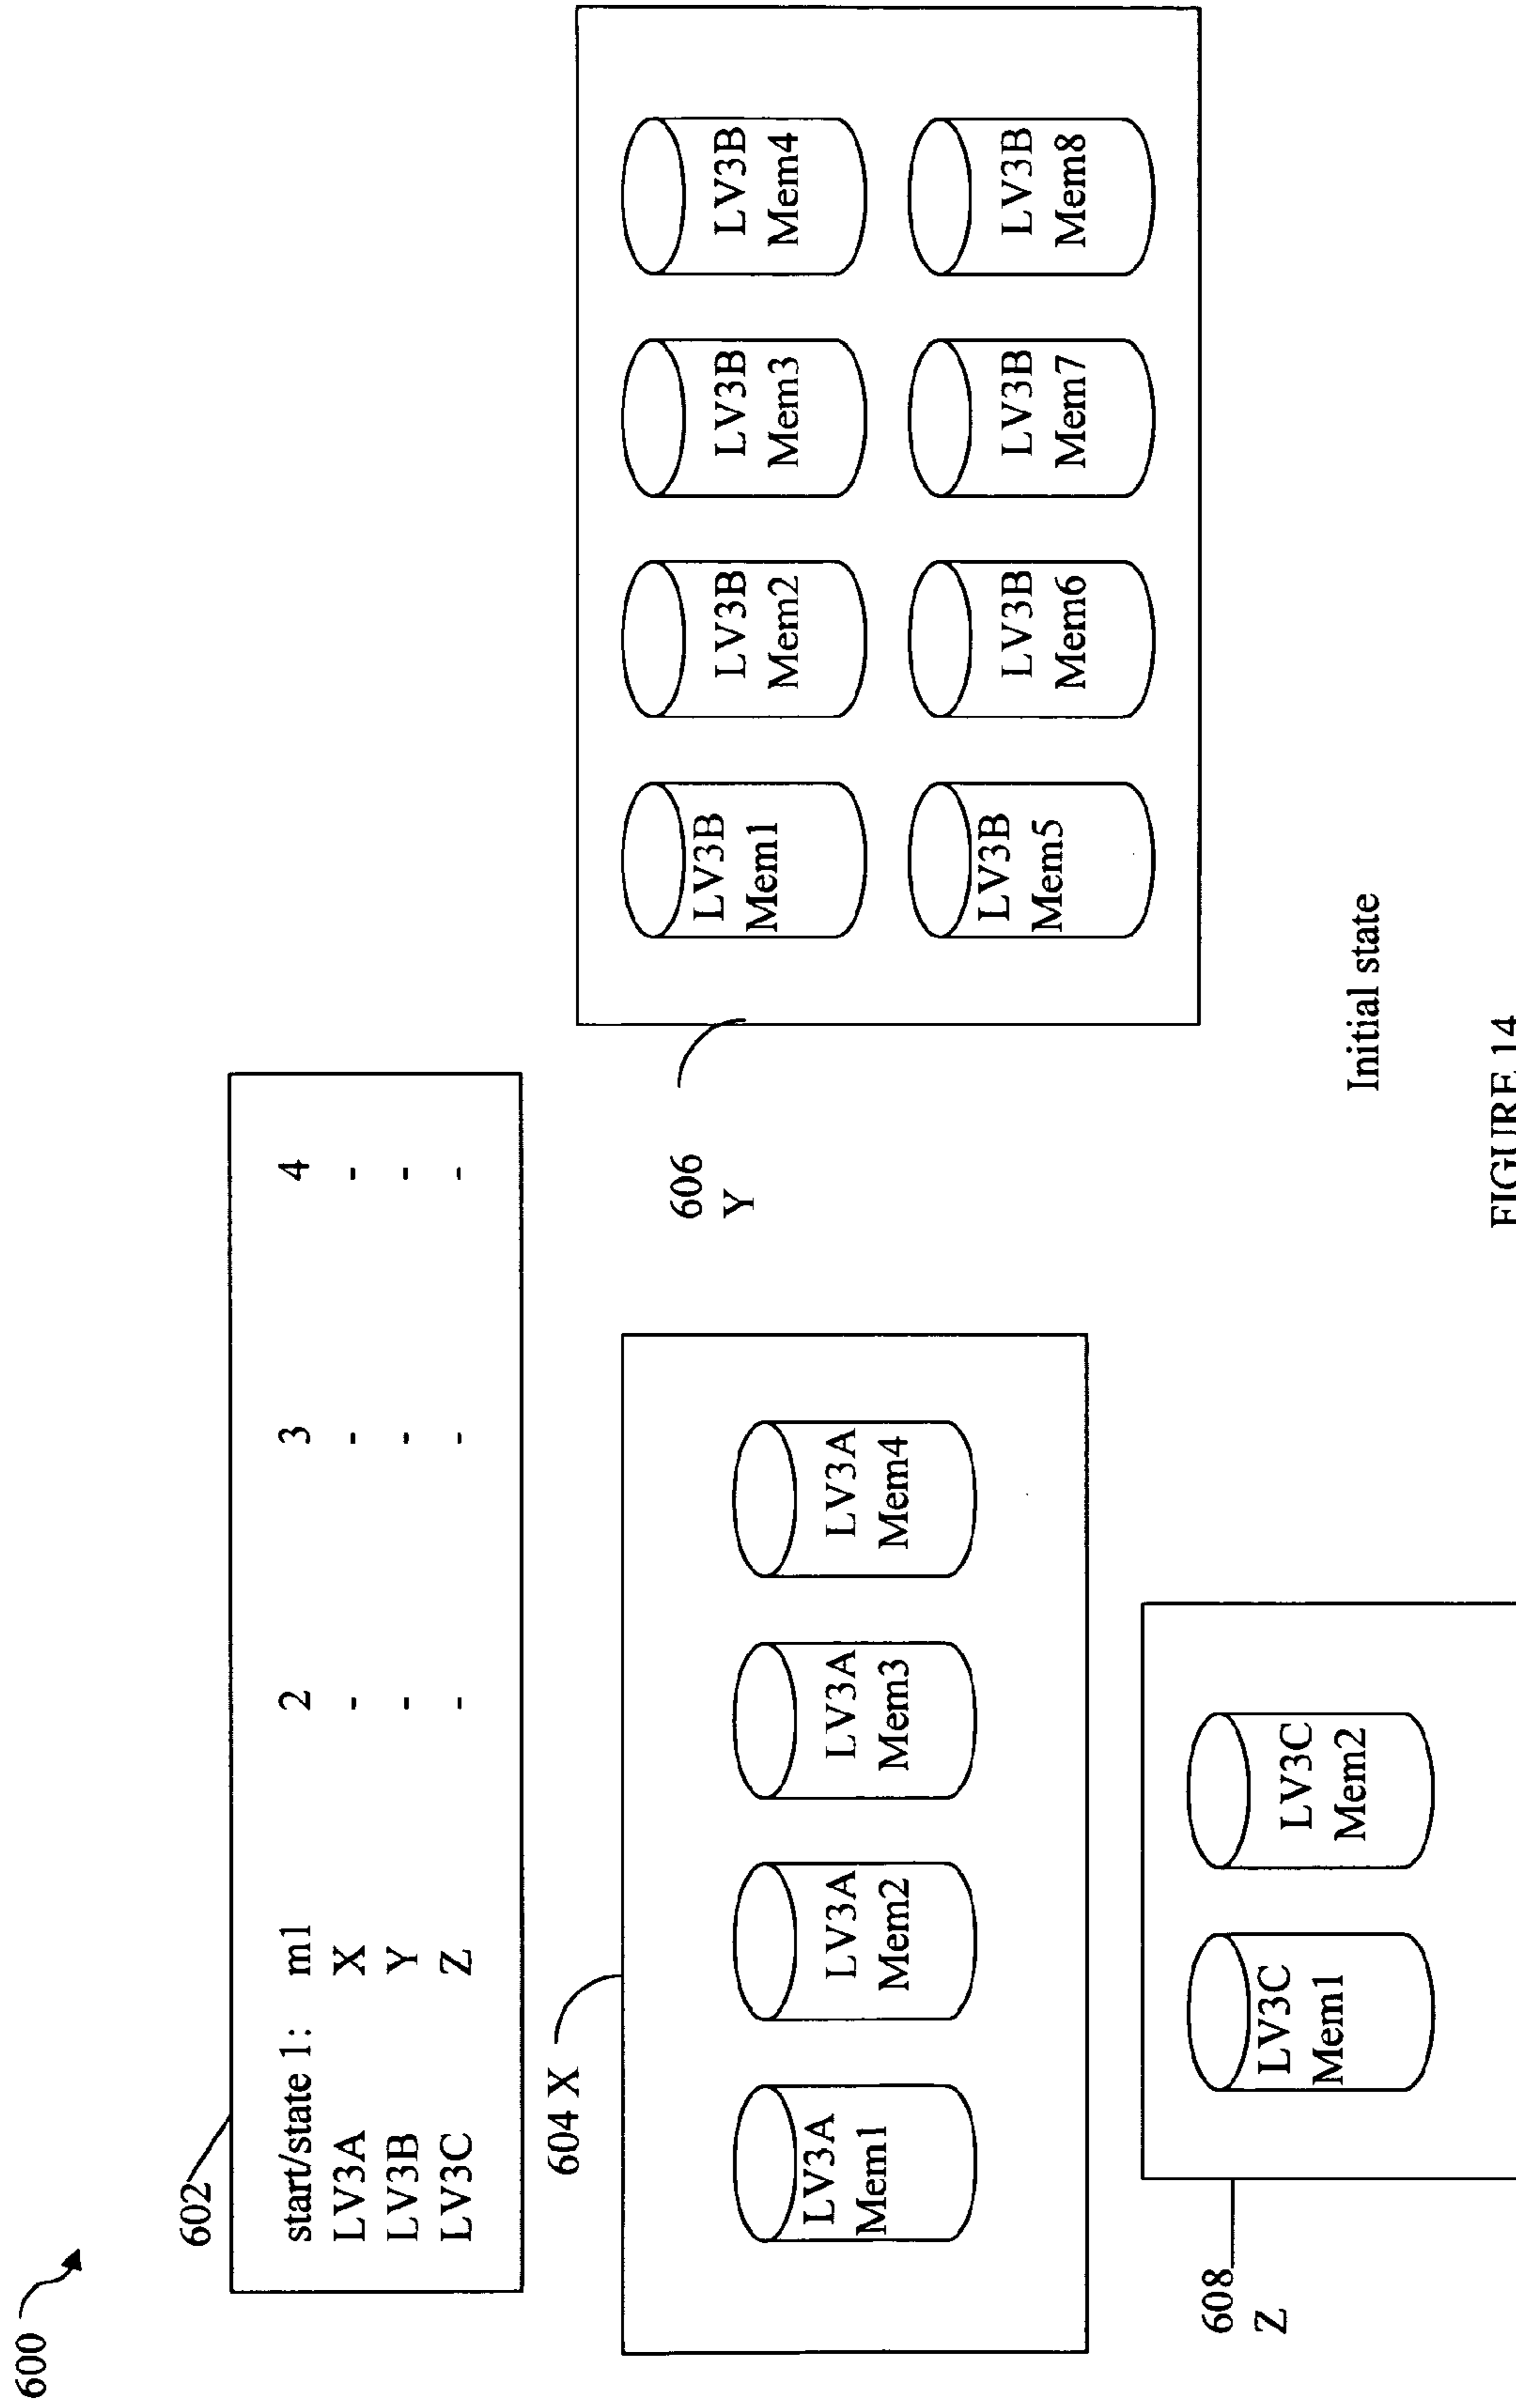 600
602
start/state 1: m1 2 3 4
LV3A X - - -
LV3B Y - - -
LV3C Z - - -
604 X
LV3A
Mem1
LV3A
Mem2
LV3A
Mem3
LV3A
Mem4
606
Y
LV3B
Mem1
LV3B
Mem2
LV3B
Mem3
LV3B
Mem4
LV3B
Mem5
LV3B
Mem6
LV3B
Mem7
LV3B
Mem8
608
Z
LV3C
Mem1
LV3C
Mem2
Initial state
FIGURE 14